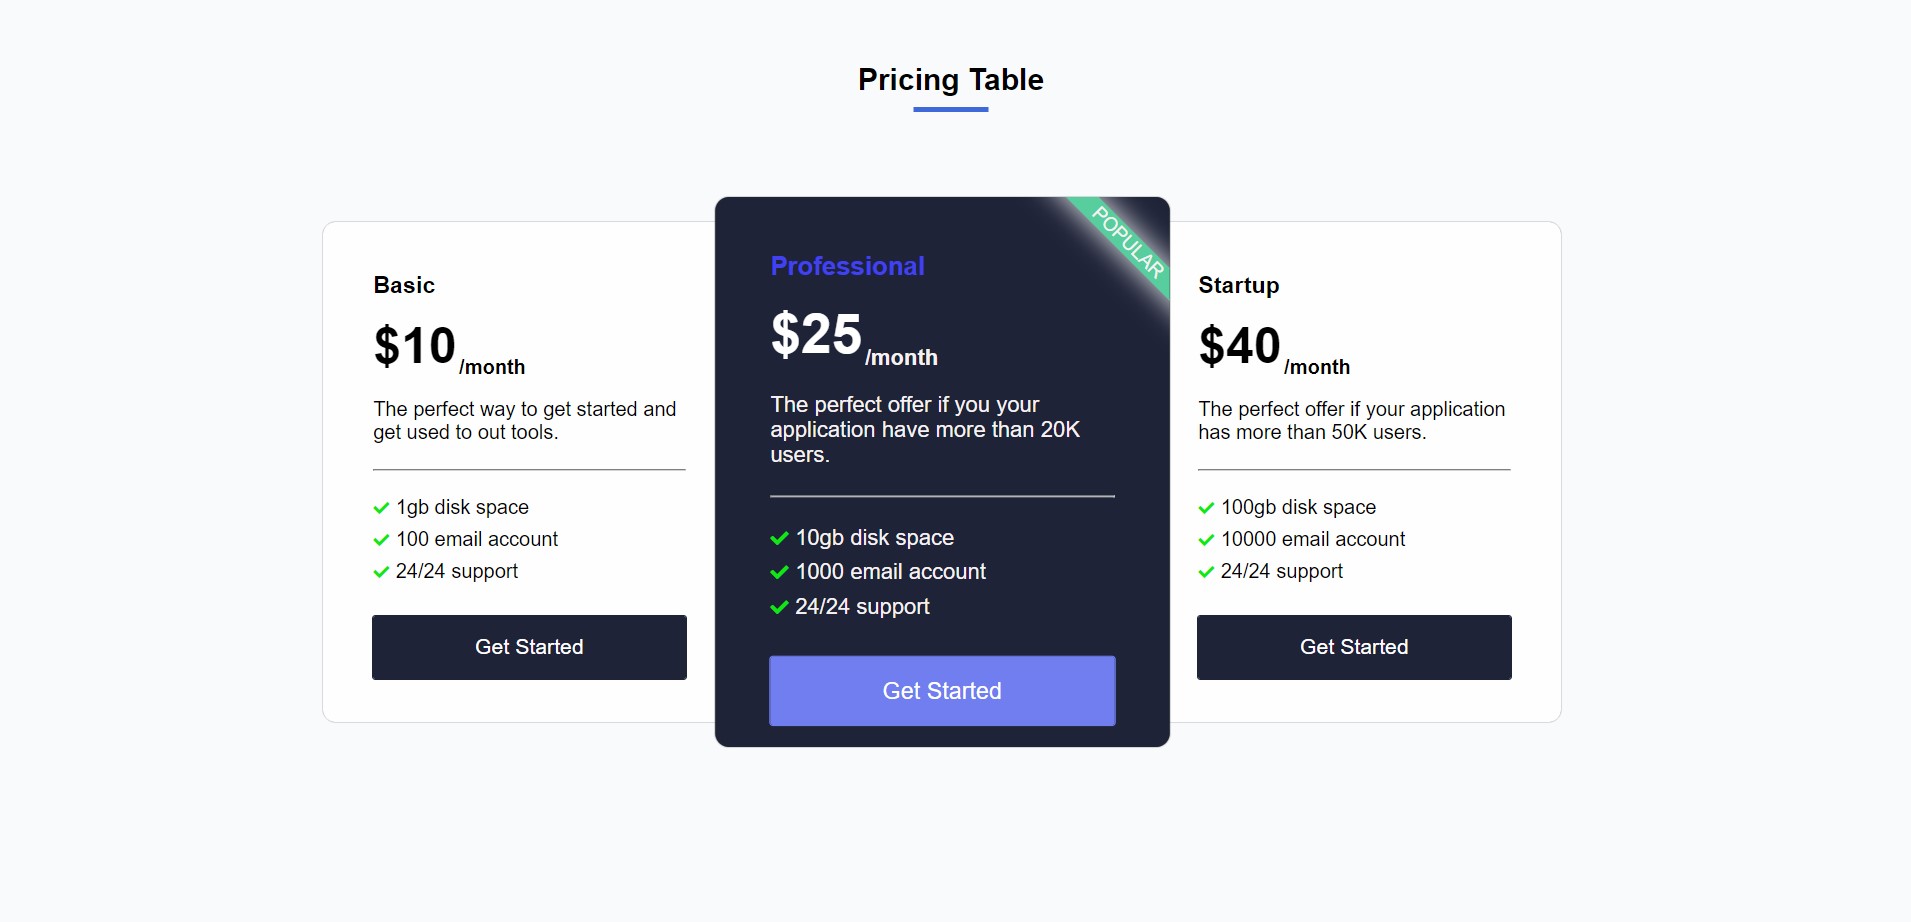 Pricing Table
Basic
$10 /month
The perfect way to get started and
get used to out tools.
1gb disk space
100 email account
24/24 support
Get Started
POPULAR
Professional
$25 /month
The perfect offer if you your
application have more than 20K
users.
10gb disk space
1000 email account
24/24 support
Get Started
Startup
$40 /month
The perfect offer if your application
has more than 50K users.
100gb disk space
10000 email account
24/24 support
Get Started